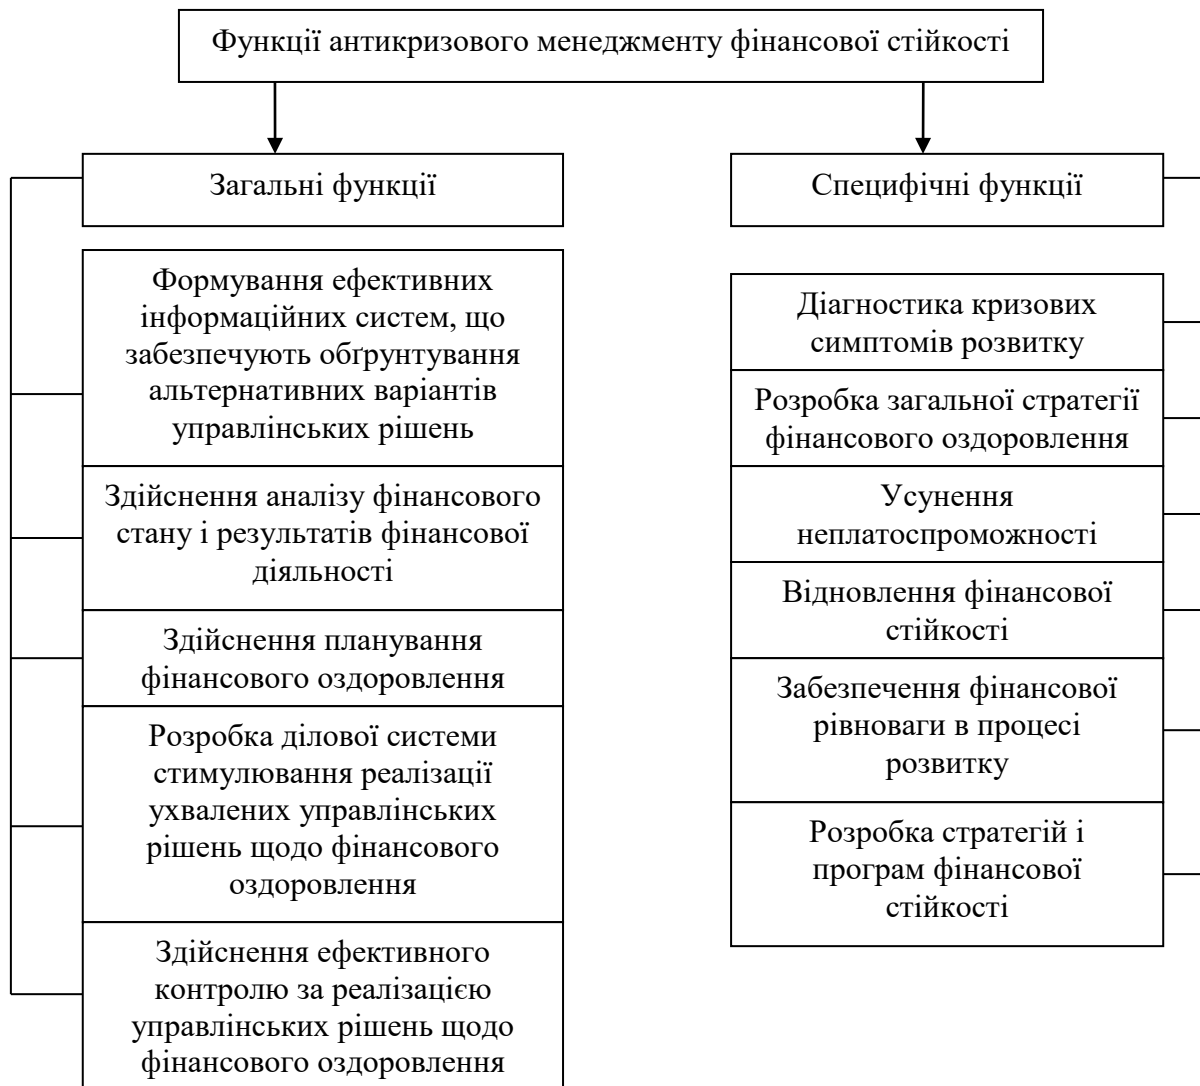 Функції антикризового менеджменту фінансової стійкості
Загальні функції
Формування ефективних
інформаційних систем, що
забезпечують обґрунтування
альтернативних варіантів
управлінських рішень
Здійснення аналізу фінансового
стану і результатів фінансової
діяльності
Здійснення планування
фінансового оздоровлення
Розробка ділової системи
стимулювання реалізації
ухвалених управлінських
рішень щодо фінансового
оздоровлення
Здійснення ефективного
контролю за реалізацією
управлінських рішень щодо
фінансового оздоровлення
Специфічні функції
Діагностика кризових
симптомів розвитку
Розробка загальної стратегії
фінансового оздоровлення
Усунення
неплатоспроможності
Відновлення фінансової
стійкості
Забезпечення фінансової
рівноваги в процесі
розвитку
Розробка стратегій і
програм фінансової
стійкості